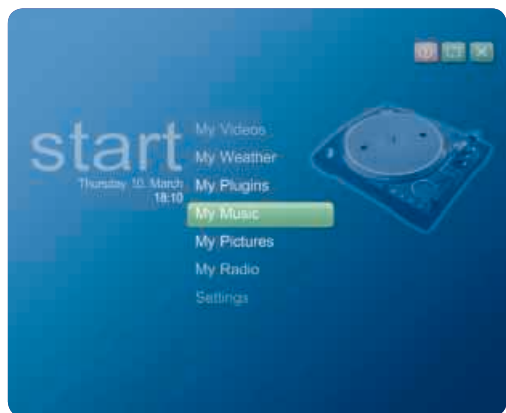 start
Thursday 10. March
18:10
My Videos
My Weather
My Plugins
My Music
My Pictures
My Radio
Settings